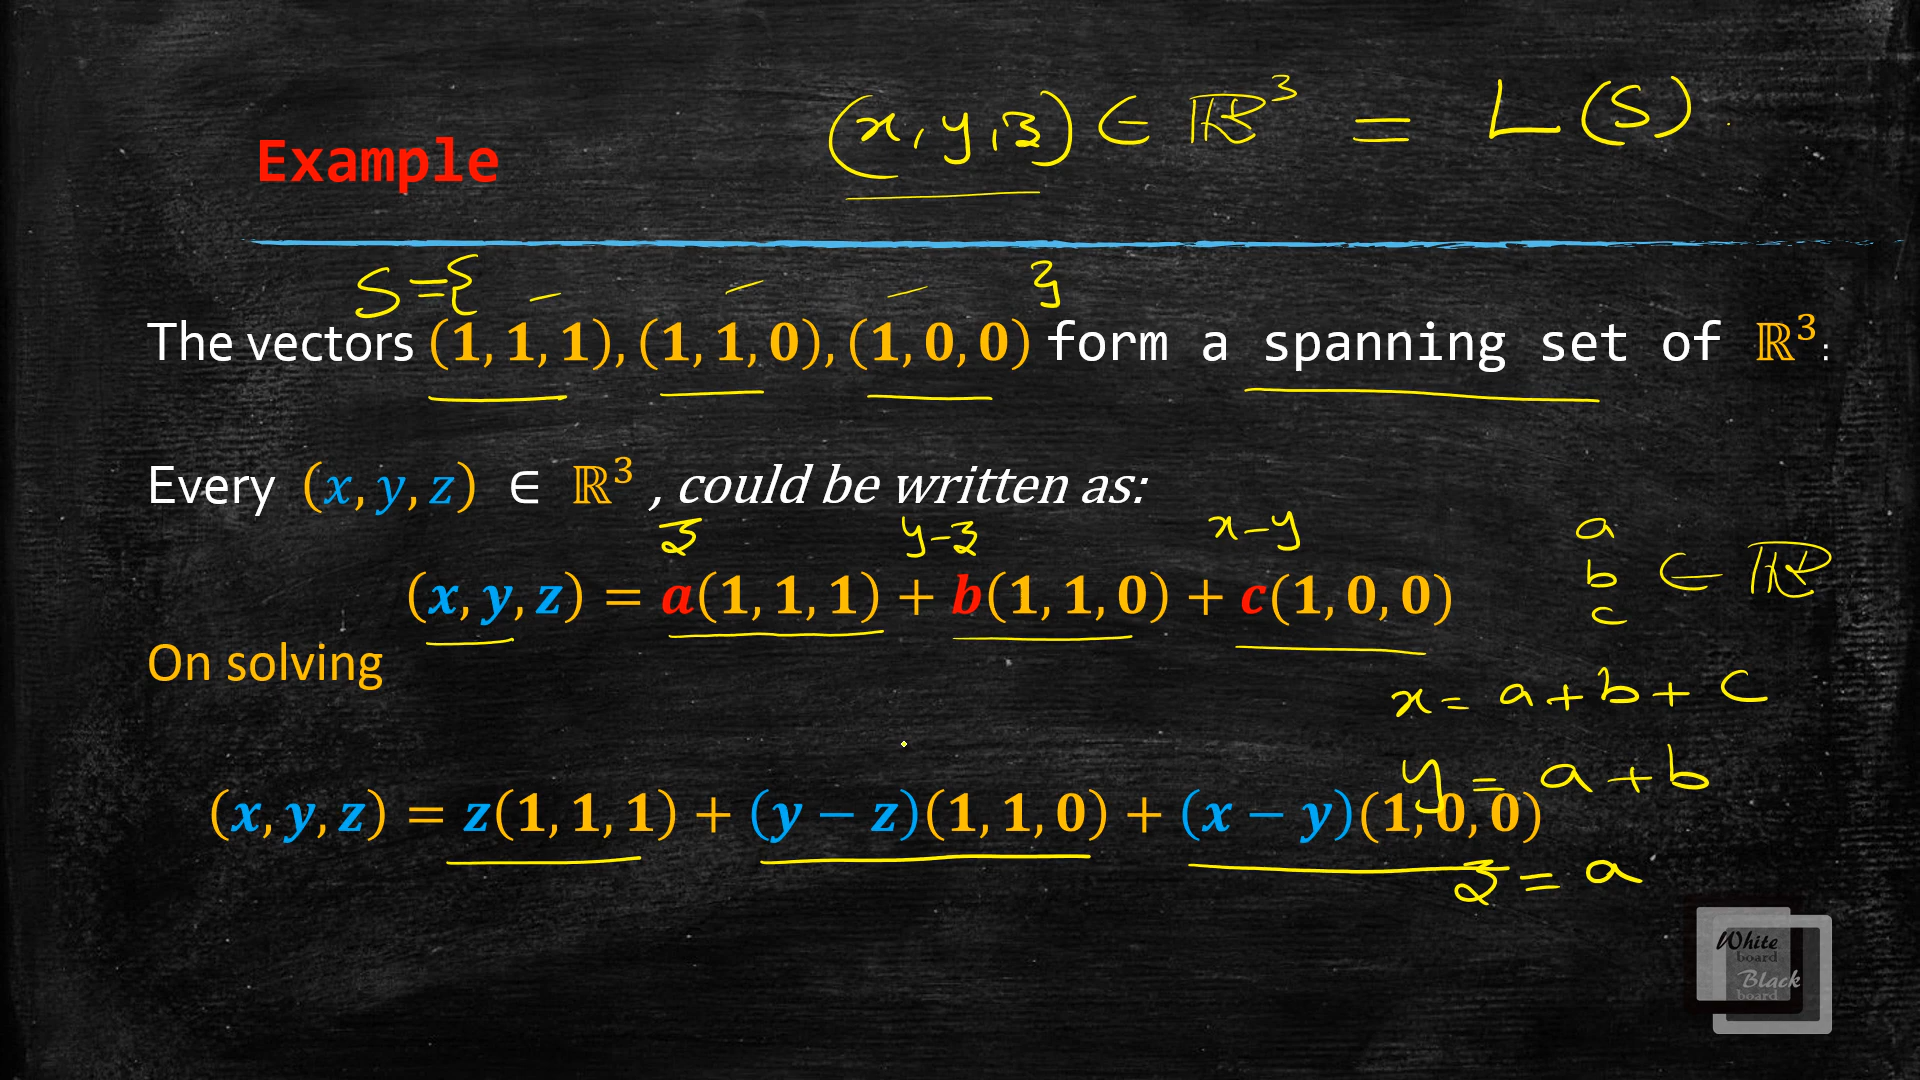 (x, y, z) ∈ ℝ³ = L(S)
Example
S = { }
The vectors (1, 1, 1), (1, 1, 0), (1, 0, 0) form a spanning set of ℝ³:
Every (x, y, z) ∈ ℝ³ , could be written as:
z y-z x-y
a
b ∈ ℝ
c
(x, y, z) = a(1, 1, 1) + b(1, 1, 0) + c(1, 0, 0)
On solving
x = a + b + c
y = a + b
(x, y, z) = z(1, 1, 1) + (y − z)(1, 1, 0) + (x − y)(1, 0, 0)
z = a
White
board
Black
board